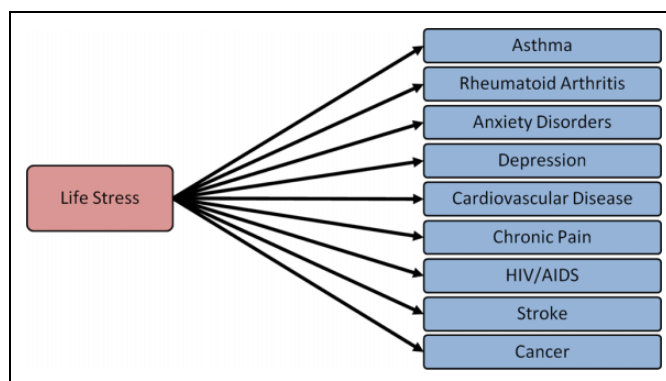 Asthma
Rheumatoid Arthritis
Anxiety Disorders
Depression
Life Stress
Cardiovascular Disease
Chronic Pain
HIV/AIDS
Stroke
Cancer